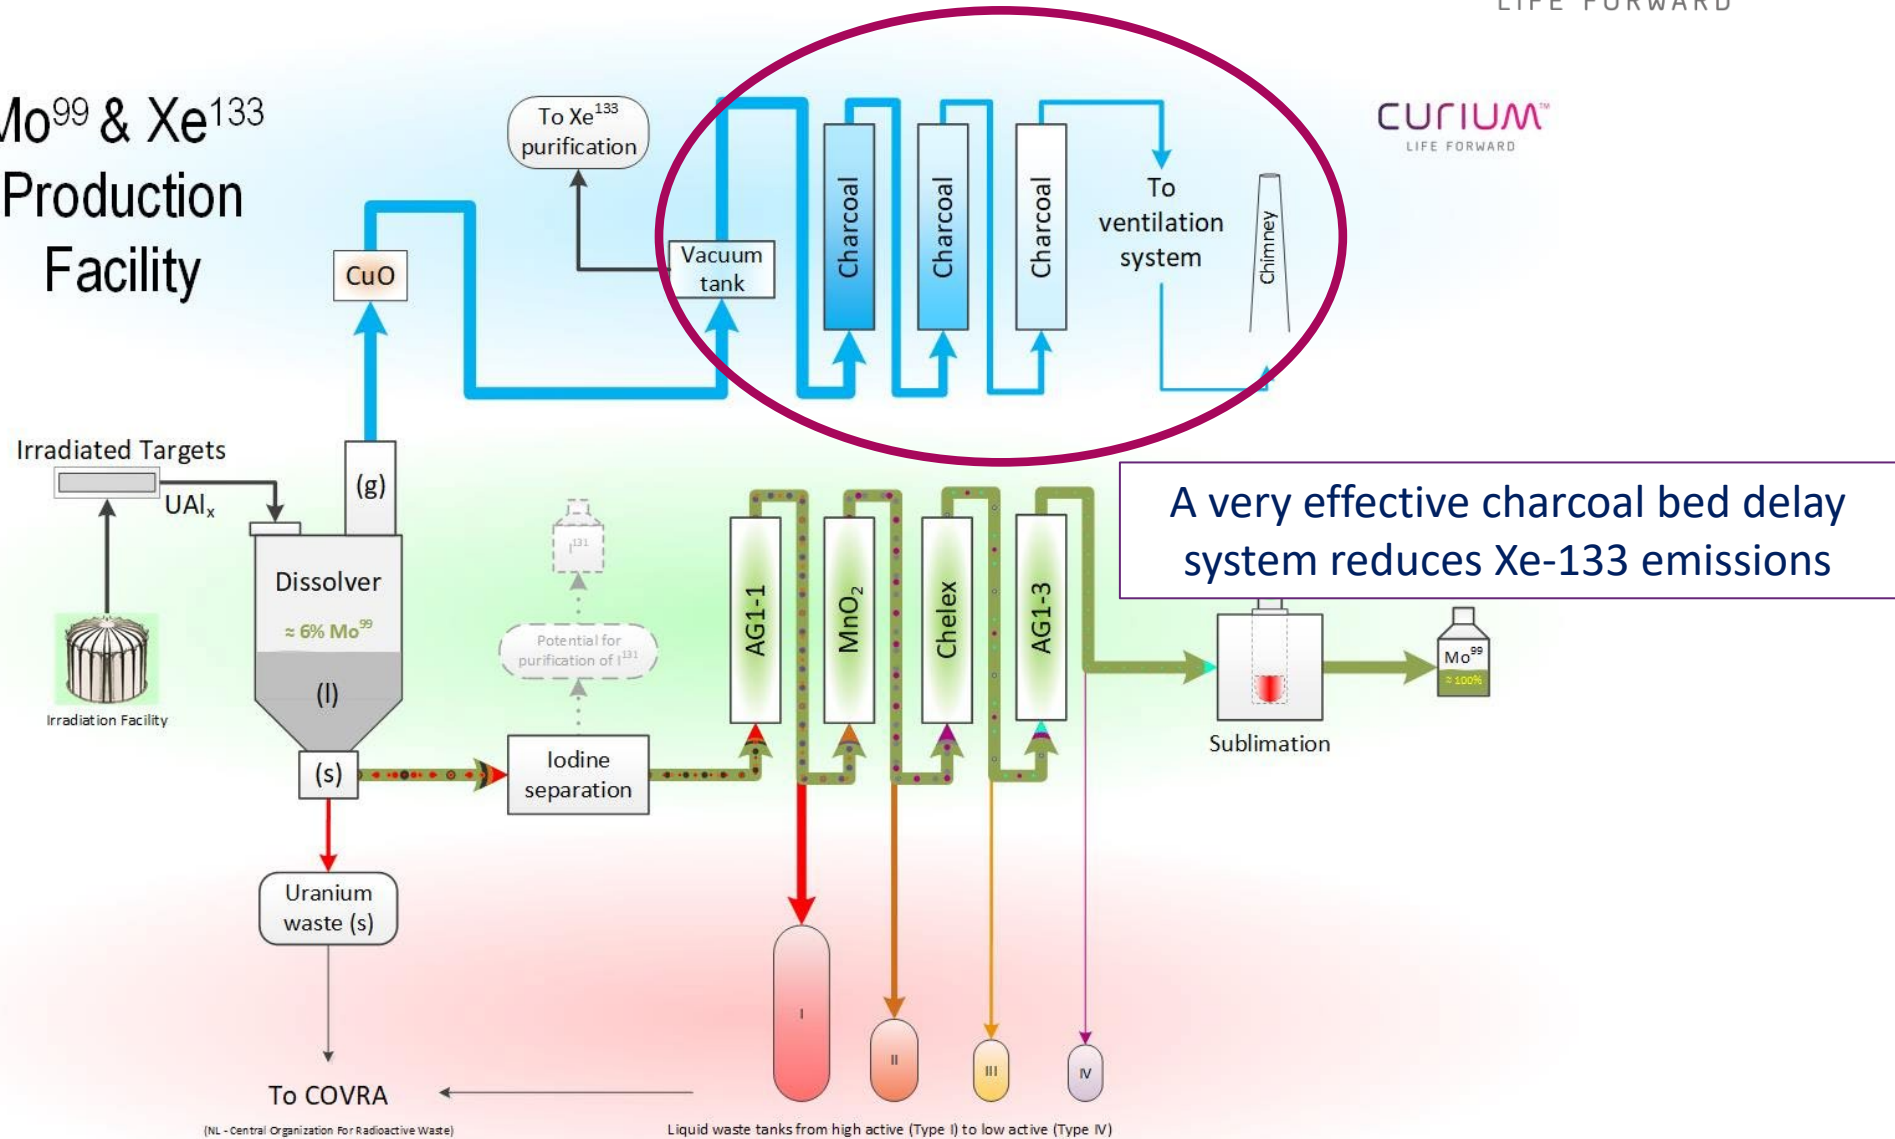 LIFE FORWARD
Mo99 & Xe133
Production
Facility
CURIUM™
LIFE FORWARD
To Xe133
purification
CuO
Vacuum
tank
Charcoal
Charcoal
Charcoal
To
ventilation
system
Chimney
Irradiated Targets
UAlx
(g)
Dissolver
≈ 6% Mo99
(l)
(s)
Irradiation Facility
I131
Potential for
purification of I131
Iodine
separation
AG1-1
MnO2
Chelex
AG1-3
A very effective charcoal bed delay
system reduces Xe-133 emissions
Sublimation
Mo99
≈ 100%
Uranium
waste (s)
I
II
III
IV
To COVRA
(NL - Central Organization For Radioactive Waste)
Liquid waste tanks from high active (Type I) to low active (Type IV)